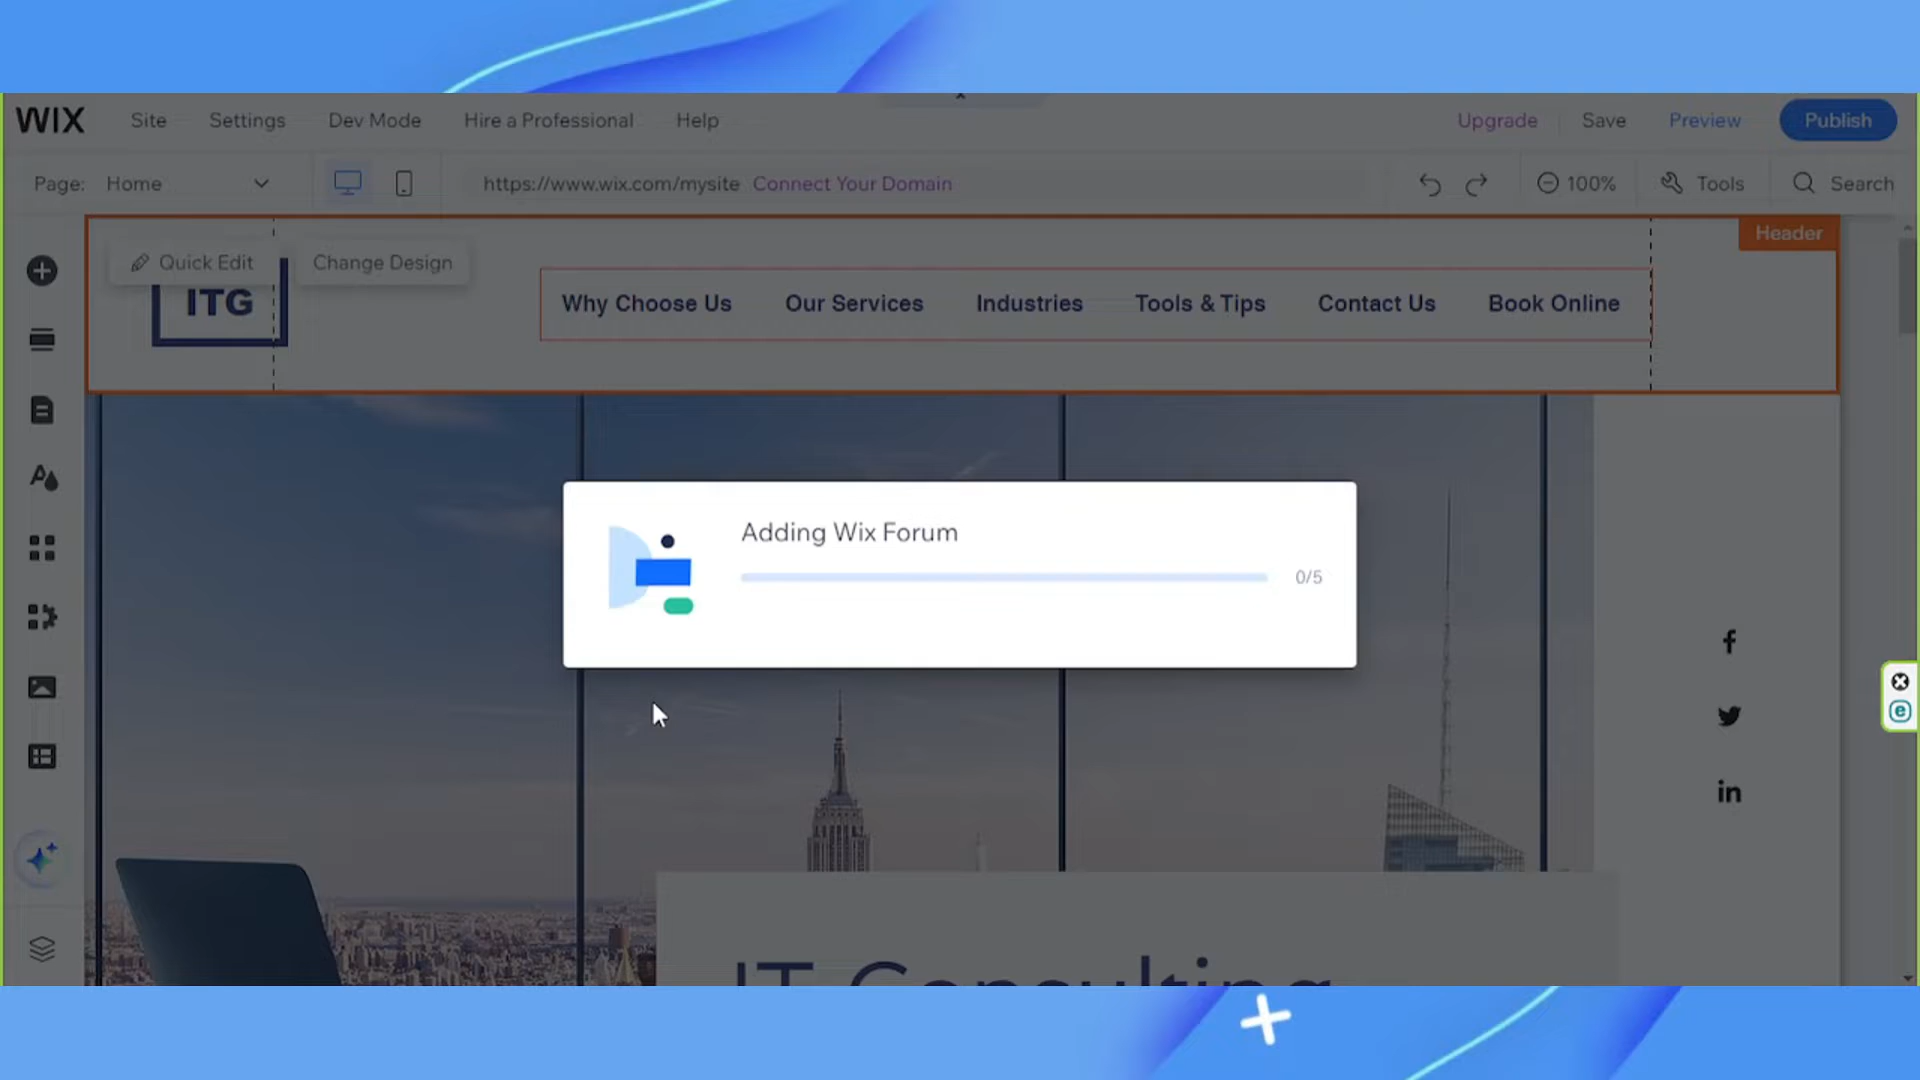 WIX Site Settings Dev Mode Hire a Professional Help Upgrade Save Preview Publish
Page: Home https://www.wix.com/mysite Connect Your Domain 100% Tools Search
Header
Quick Edit Change Design
ITG
Why Choose Us Our Services Industries Tools & Tips Contact Us Book Online
Adding Wix Forum
0/5
IT Consulting